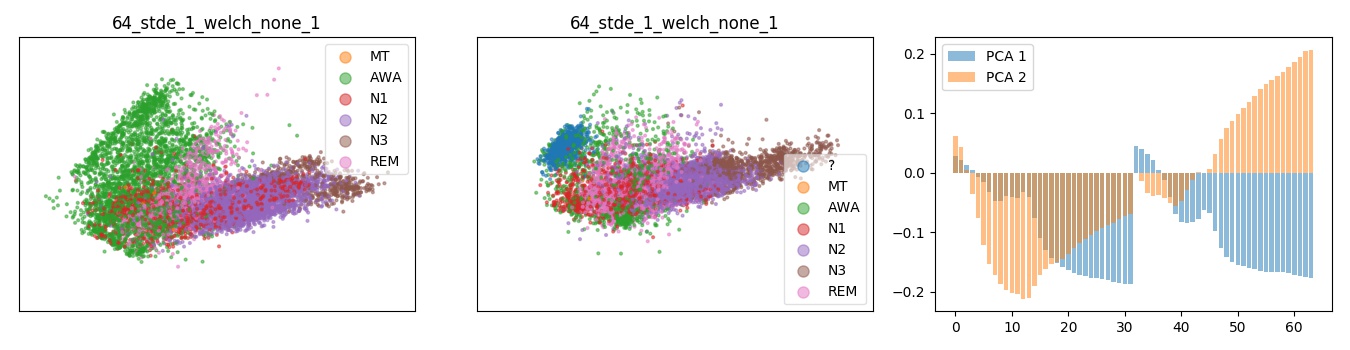 64_stde_1_welch_none_1
MT
AWA
N1
N2
N3
REM
64_stde_1_welch_none_1
?
MT
AWA
N1
N2
N3
REM
PCA 1
PCA 2
0.2
0.1
0.0
−0.1
−0.2
0 10 20 30 40 50 60